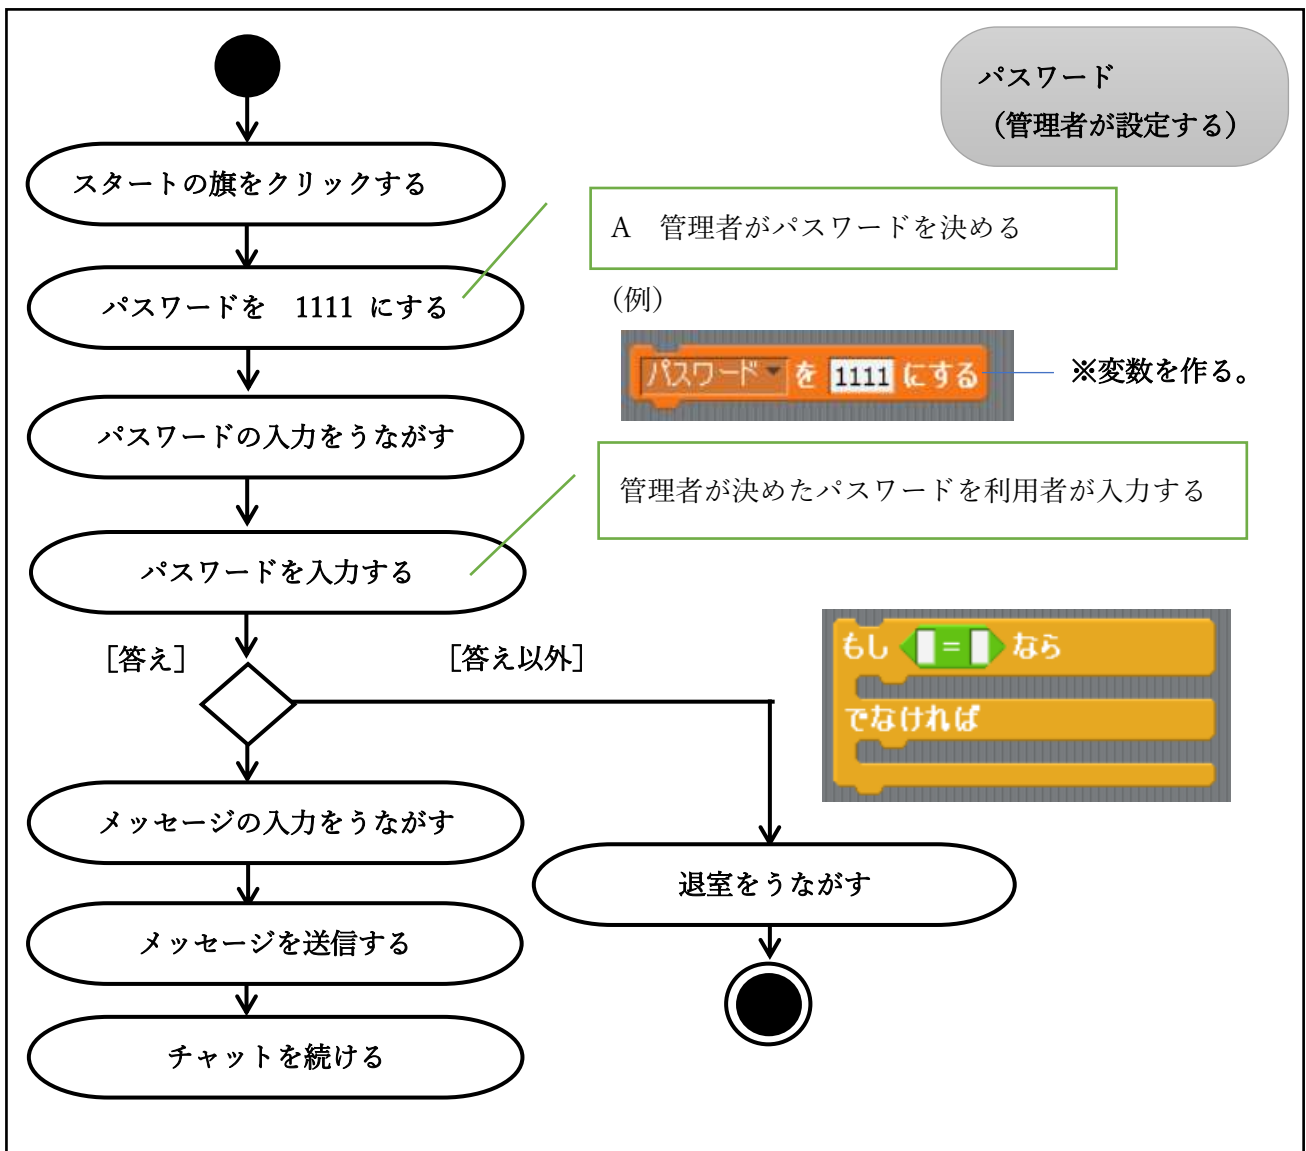 パスワード
（管理者が設定する）
スタートの旗をクリックする
A　管理者がパスワードを決める
パスワードを　1111 にする
（例）
パスワード を 1111 にする
※変数を作る。
パスワードの入力をうながす
管理者が決めたパスワードを利用者が入力する
パスワードを入力する
［答え］
［答え以外］
もし = なら
でなければ
メッセージの入力をうながす
退室をうながす
メッセージを送信する
チャットを続ける